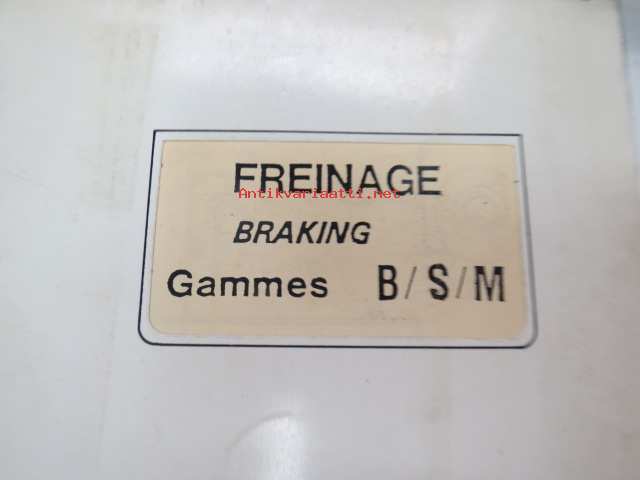 FREINAGE
Antikvariaatti.net
BRAKING
Gammes B/S/M